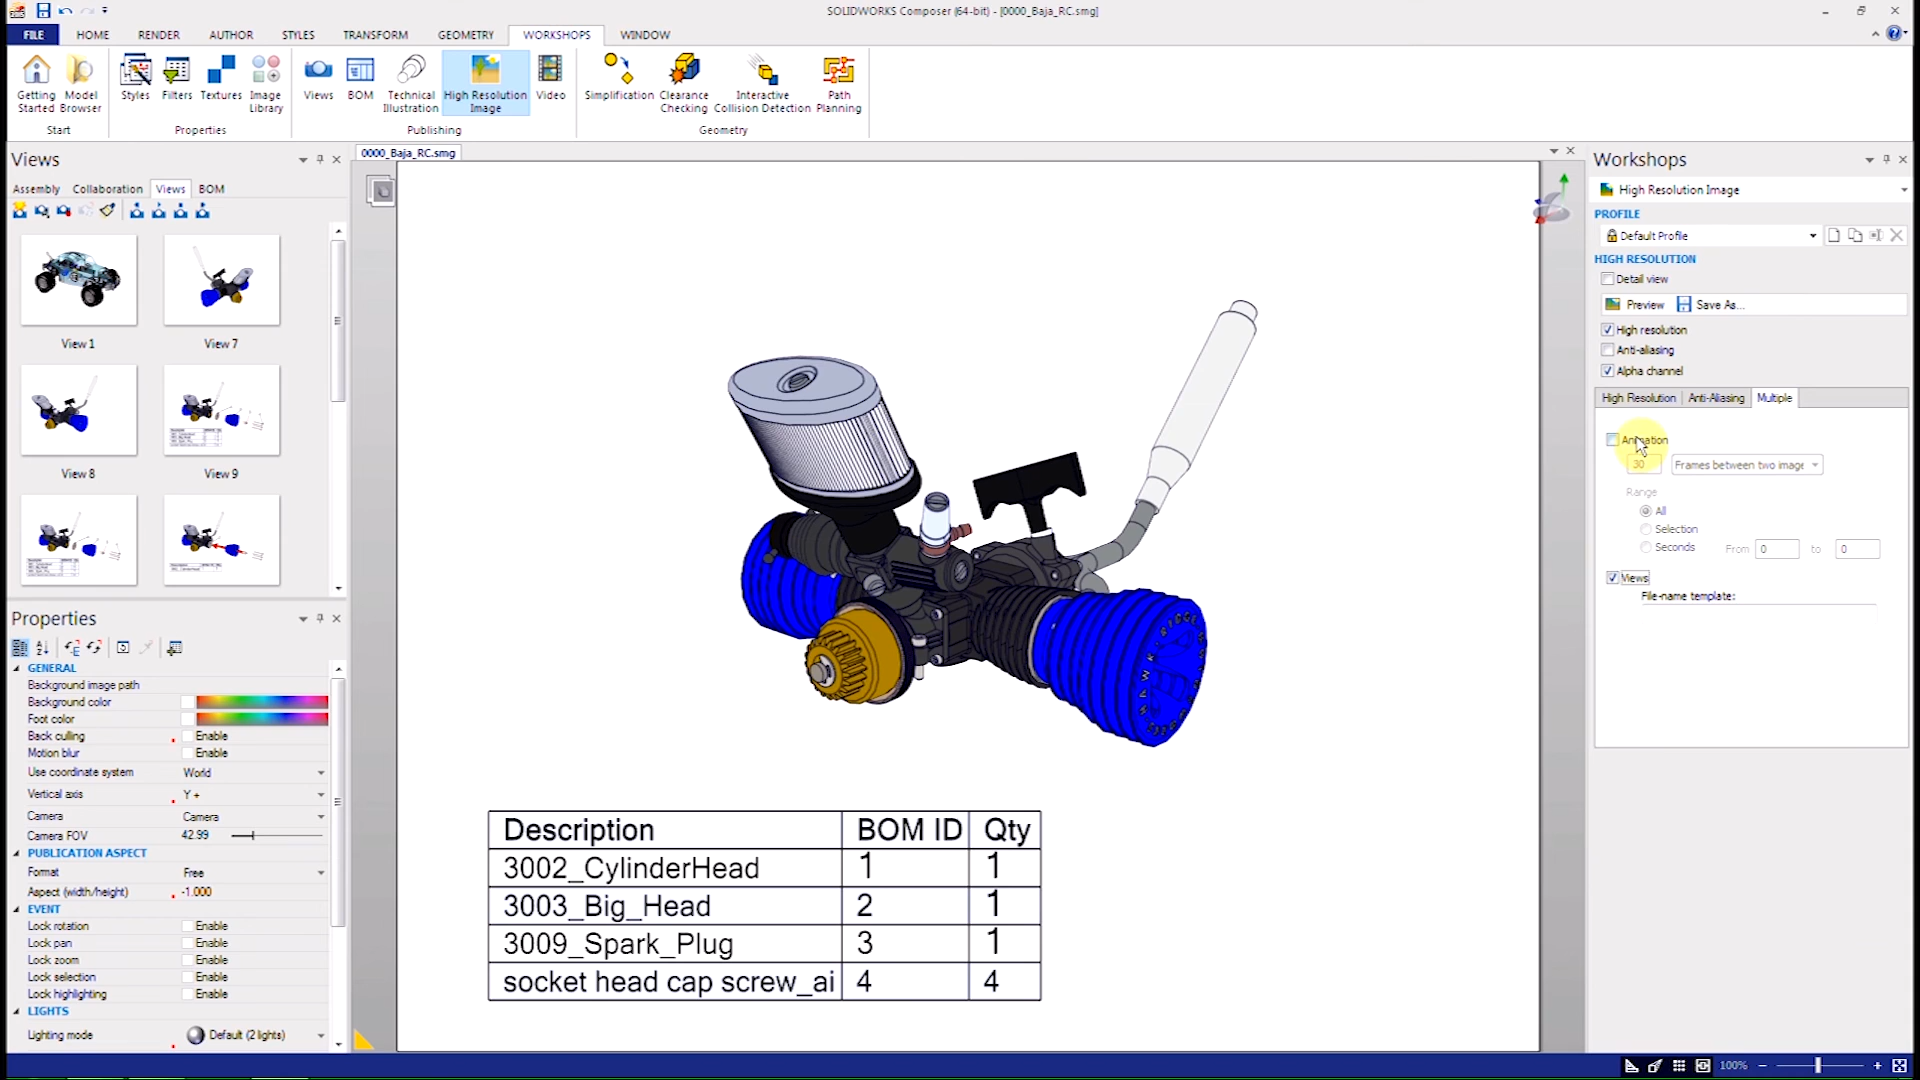 SOLIDWORKS Composer (64-bit) - [0000_Baja_RC.smg]
FILE HOME RENDER AUTHOR STYLES TRANSFORM GEOMETRY WORKSHOPS WINDOW
Getting Started
Model Browser
Styles
Filters
Textures
Image Library
Views
BOM
Technical Illustration
High Resolution Image
Video
Simplification
Clearance Checking
Interactive Collision Detection
Path Planning
Start Properties Publishing Geometry
Views
Assembly Collaboration Views BOM
View 1 View 7
View 8 View 9
Properties
GENERAL
Background image path
Background color
Foot color
Back culling Enable
Motion blur Enable
Use coordinate system World
Vertical axis Y +
Camera Camera
Camera FOV 42.99
PUBLICATION ASPECT
Format Free
Aspect (width/height) -1.000
EVENT
Lock rotation Enable
Lock pan Enable
Lock zoom Enable
Lock selection Enable
Lock highlighting Enable
LIGHTS
Lighting mode Default (2 lights)
0000_Baja_RC.smg
Description BOM ID Qty
3002_CylinderHead 1 1
3003_Big_Head 2 1
3009_Spark_Plug 3 1
socket head cap screw_ai 4 4
Workshops
High Resolution Image
PROFILE
Default Profile
HIGH RESOLUTION
Detail view
Preview Save As...
High resolution
Anti-aliasing
Alpha channel
High Resolution Anti-Aliasing Multiple
Animation
30 Frames between two image
Range
All
Selection
Seconds From 0 to 0
Views
File-name template:
100%